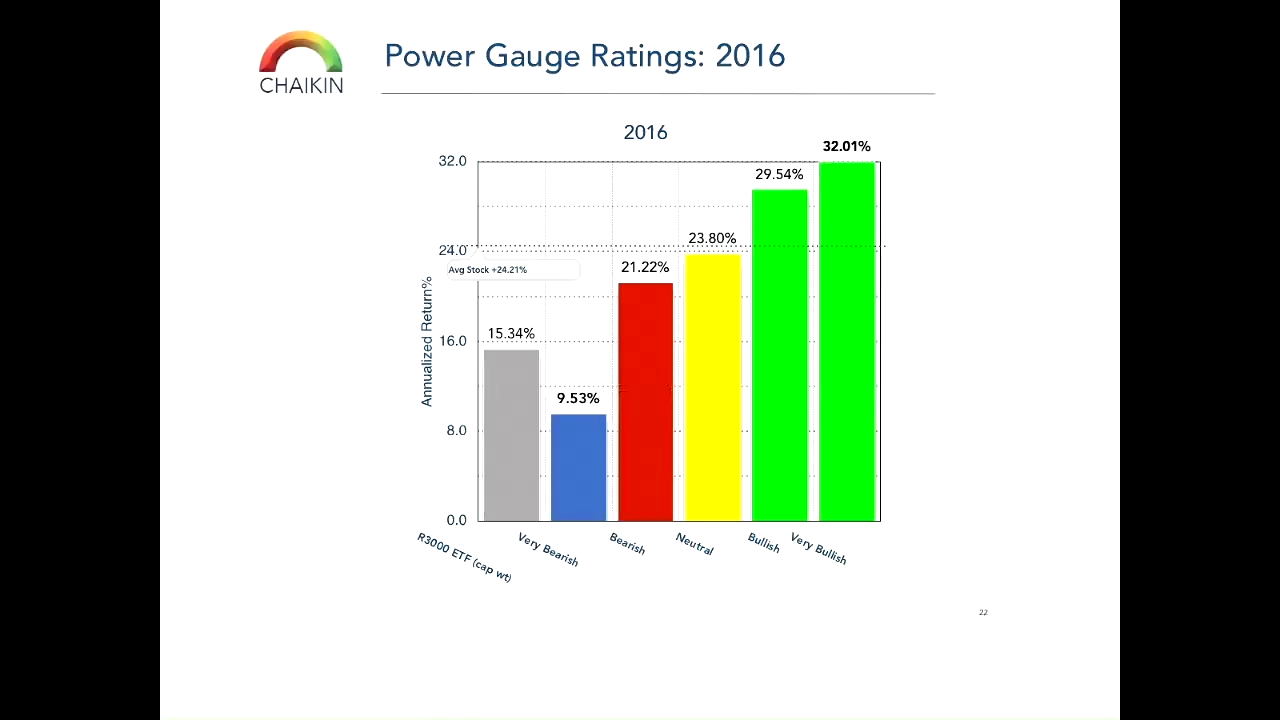 CHAIKIN
Power Gauge Ratings: 2016
2016
32.01%
32.0
29.54%
23.80%
24.0
21.22%
Avg Stock +24.21%
Annualized Return%
15.34%
16.0
9.53%
8.0
0.0
R3000 ETF (cap wt)
Very Bearish
Bearish
Neutral
Bullish
Very Bullish
22